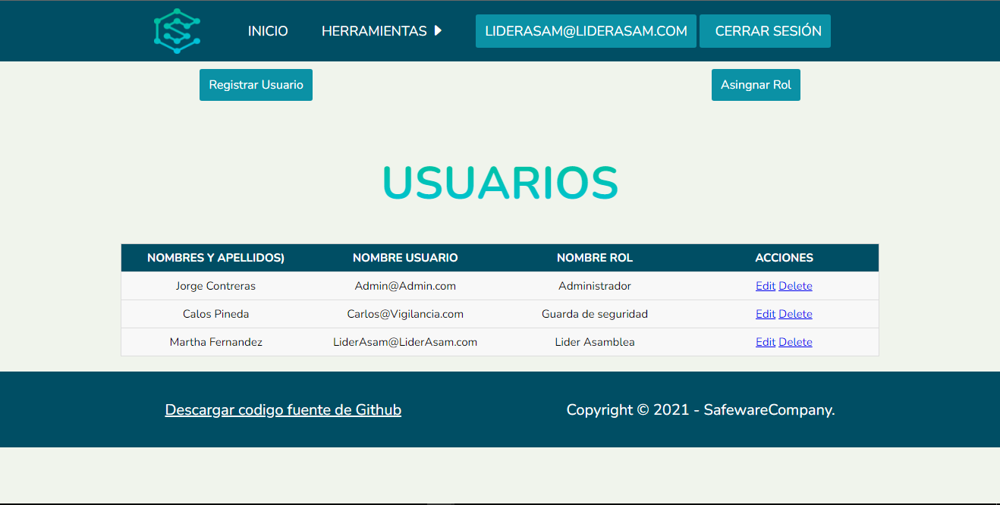 INICIO HERRAMIENTAS LIDERASAM@LIDERASAM.COM CERRAR SESIÓN
Registrar Usuario Asingnar Rol
USUARIOS
NOMBRES Y APELLIDOS) NOMBRE USUARIO NOMBRE ROL ACCIONES
Jorge Contreras Admin@Admin.com Administrador Edit Delete
Calos Pineda Carlos@Vigilancia.com Guarda de seguridad Edit Delete
Martha Fernandez LiderAsam@LiderAsam.com Lider Asamblea Edit Delete
Descargar codigo fuente de Github Copyright © 2021 - SafewareCompany.